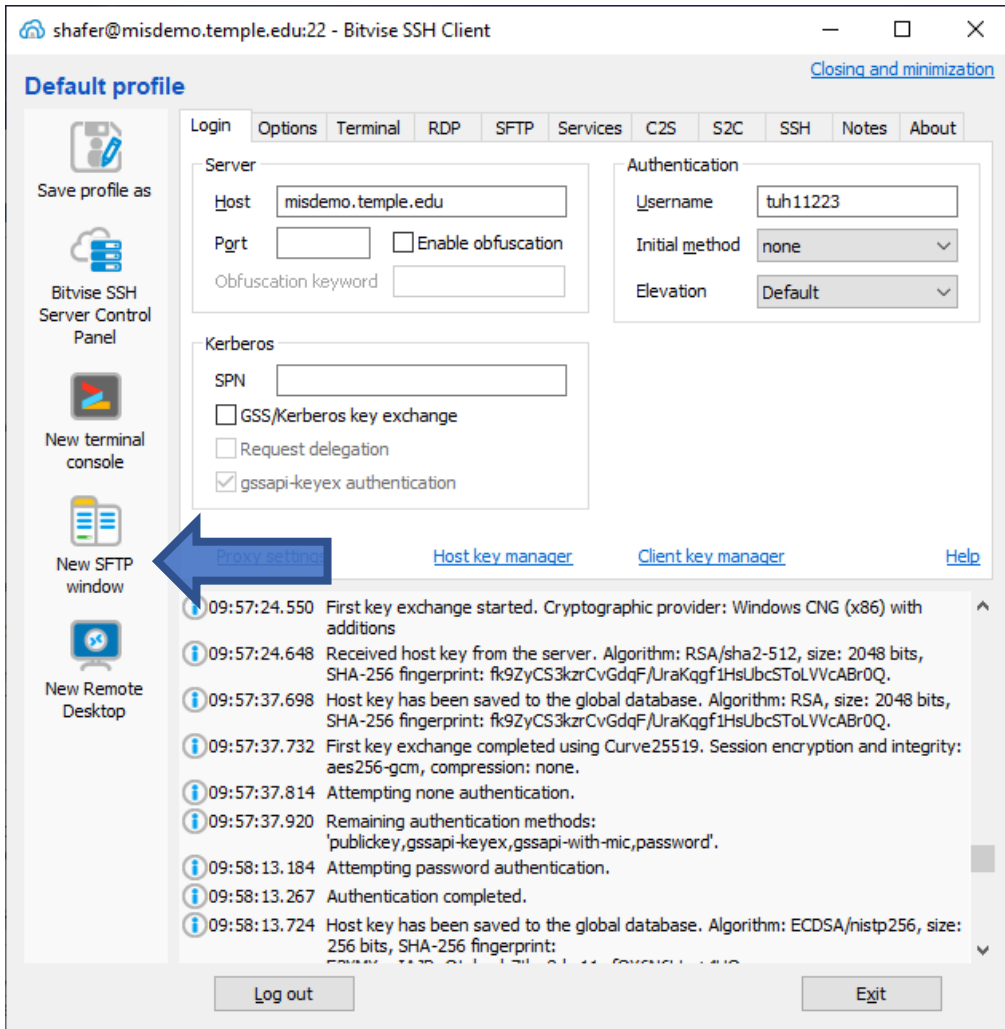 shafer@misdemo.temple.edu:22 - Bitvise SSH Client
Closing and minimization
Default profile
Save profile as
Bitvise SSH
Server Control
Panel
New terminal
console
New SFTP
window
New Remote
Desktop
Login Options Terminal RDP SFTP Services C2S S2C SSH Notes About
Server
Host misdemo.temple.edu
Port Enable obfuscation
Obfuscation keyword
Authentication
Username tuh11223
Initial method none
Elevation Default
Kerberos
SPN
GSS/Kerberos key exchange
Request delegation
gssapi-keyex authentication
Proxy settings Host key manager Client key manager Help
09:57:24.550 First key exchange started. Cryptographic provider: Windows CNG (x86) with
additions
09:57:24.648 Received host key from the server. Algorithm: RSA/sha2-512, size: 2048 bits,
SHA-256 fingerprint: fk9ZyCS3kzrCvGdqF/UraKqgf1HsUbcSToLVVcABr0Q.
09:57:37.698 Host key has been saved to the global database. Algorithm: RSA, size: 2048 bits,
SHA-256 fingerprint: fk9ZyCS3kzrCvGdqF/UraKqgf1HsUbcSToLVVcABr0Q.
09:57:37.732 First key exchange completed using Curve25519. Session encryption and integrity:
aes256-gcm, compression: none.
09:57:37.814 Attempting none authentication.
09:57:37.920 Remaining authentication methods:
'publickey,gssapi-keyex,gssapi-with-mic,password'.
09:58:13.184 Attempting password authentication.
09:58:13.267 Authentication completed.
09:58:13.724 Host key has been saved to the global database. Algorithm: ECDSA/nistp256, size:
256 bits, SHA-256 fingerprint:
Log out
Exit